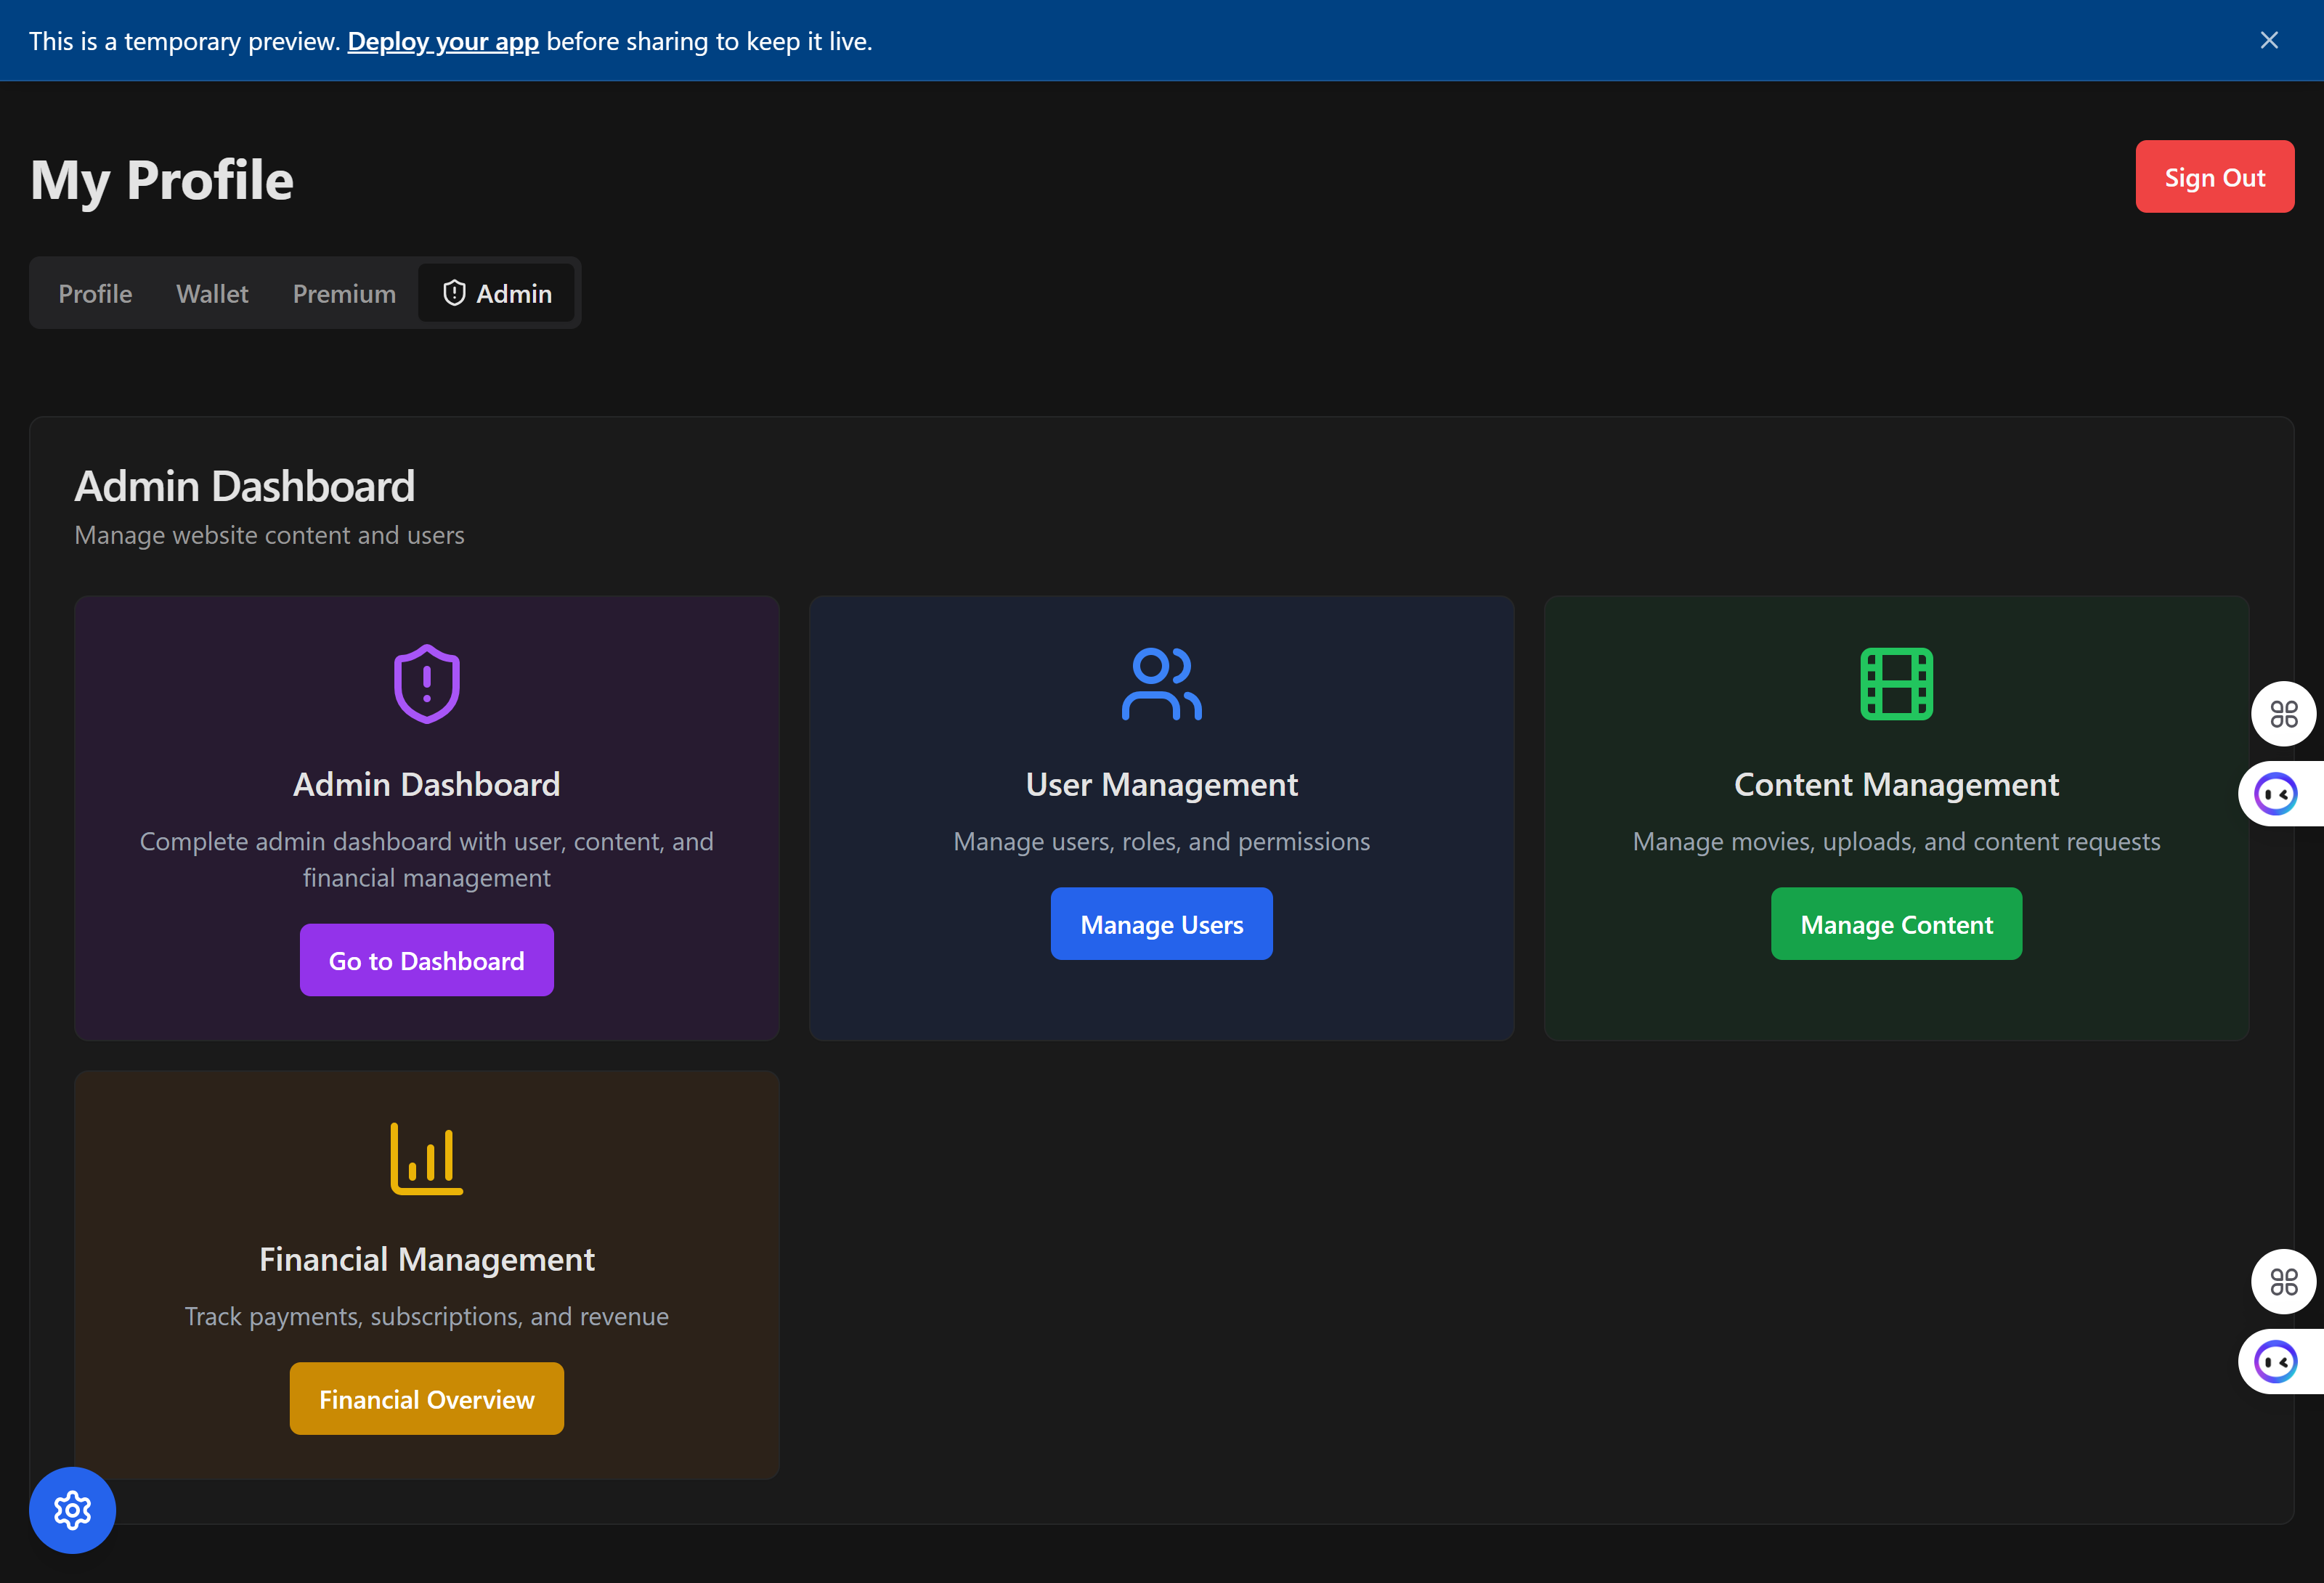 This is a temporary preview. Deploy your app before sharing to keep it live.
My Profile
Sign Out
Profile
Wallet
Premium
Admin
Admin Dashboard
Manage website content and users
Admin Dashboard
Complete admin dashboard with user, content, and
financial management
Go to Dashboard
User Management
Manage users, roles, and permissions
Manage Users
Content Management
Manage movies, uploads, and content requests
Manage Content
Financial Management
Track payments, subscriptions, and revenue
Financial Overview